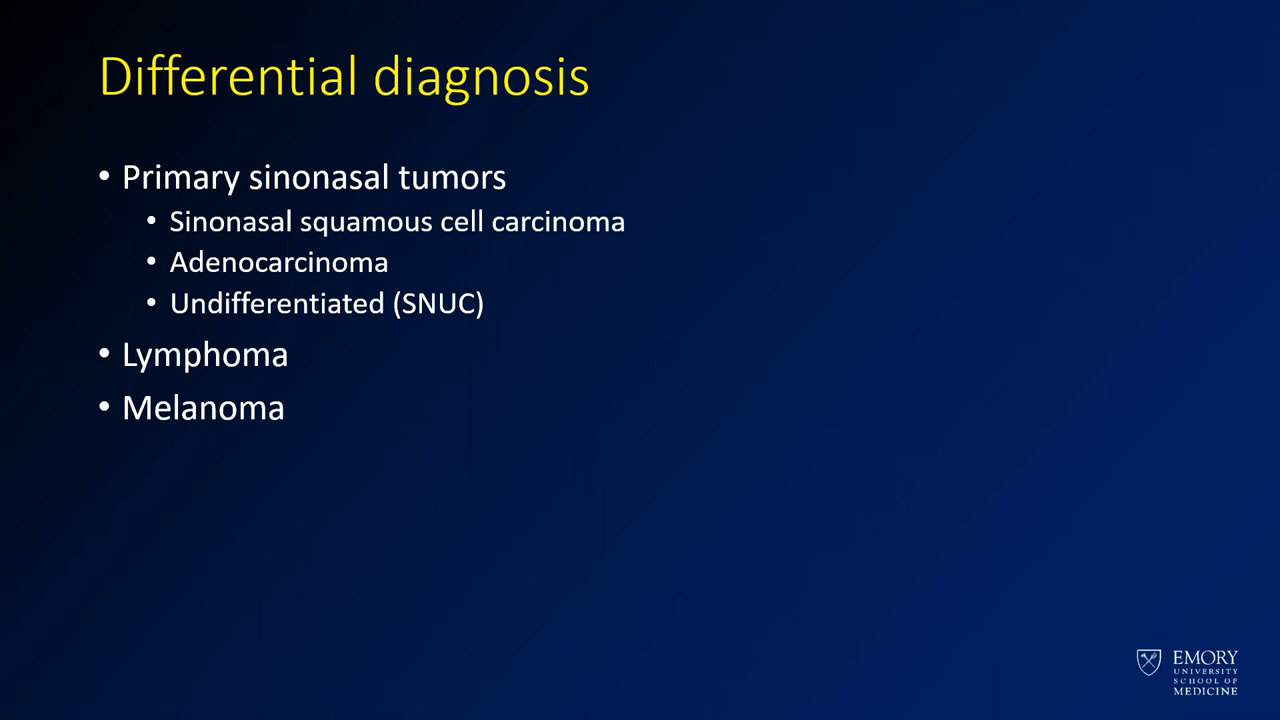 Differential diagnosis
• Primary sinonasal tumors
• Sinonasal squamous cell carcinoma
• Adenocarcinoma
• Undifferentiated (SNUC)
• Lymphoma
• Melanoma
EMORY
UNIVERSITY
SCHOOL OF
MEDICINE